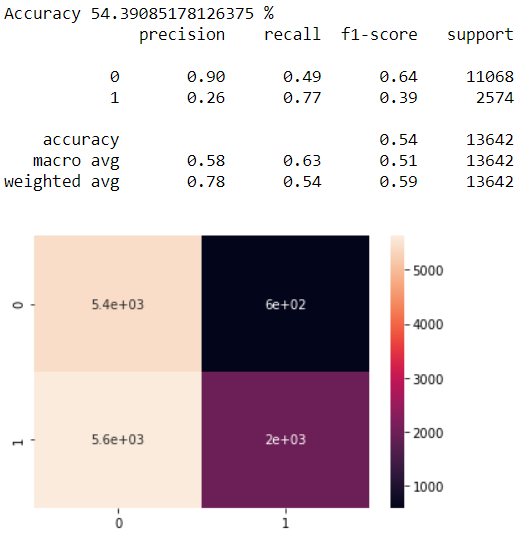 Accuracy 54.39085178126375 %
precision recall f1-score support
0 0.90 0.49 0.64 11068
1 0.26 0.77 0.39 2574
accuracy 0.54 13642
macro avg 0.58 0.63 0.51 13642
weighted avg 0.78 0.54 0.59 13642
5000
0 5.4e+03 6e+02
4000
3000
1 5.6e+03 2e+03
2000
1000
0 1